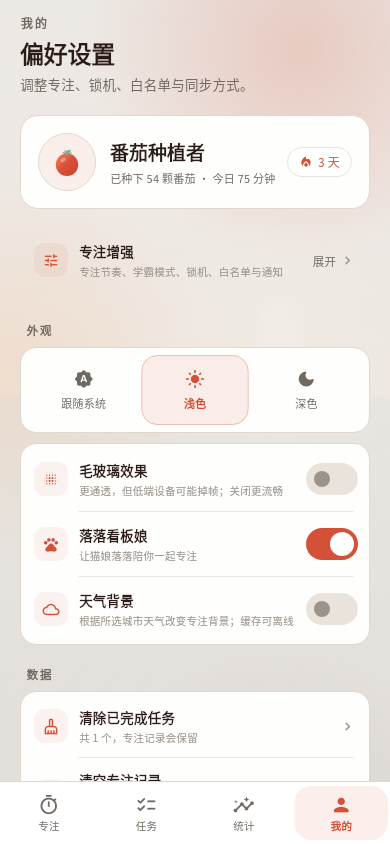 我的
偏好设置
调整专注、锁机、白名单与同步方式。
番茄种植者
已种下 54 颗番茄 · 今日 75 分钟
3 天
专注增强
专注节奏、学霸模式、锁机、白名单与通知
展开
外观
跟随系统
浅色
深色
毛玻璃效果
更通透，但低端设备可能掉帧；关闭更流畅
落落看板娘
让猫娘落落陪你一起专注
天气背景
根据所选城市天气改变专注背景；缓存可离线
数据
清除已完成任务
共 1 个，专注记录会保留
清空专注记录
专注
任务
统计
我的